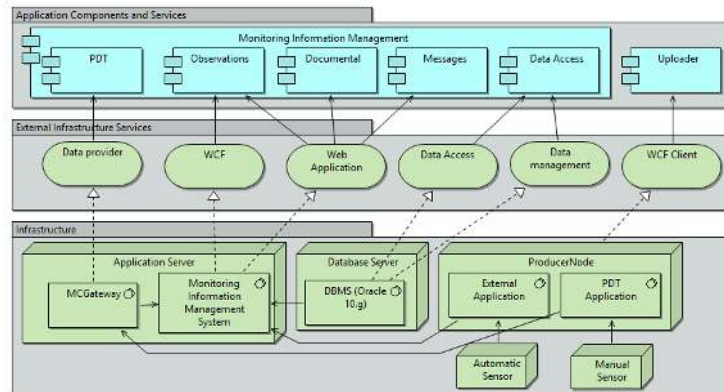 Application Components and Services
Monitoring Information Management
PDT
Observations
Documental
Messages
Data Access
Uploader
External Infrastructure Services
Data provider
WCF
Web
Application
Data Access
Data
management
WCF Client
Infrastructure
Application Server
Database Server
ProducerNode
MCGateway
Monitoring
Information
Management
System
DBMS (Oracle
10.g)
External
Application
PDT
Application
Automatic
Sensor
Manual
Sensor